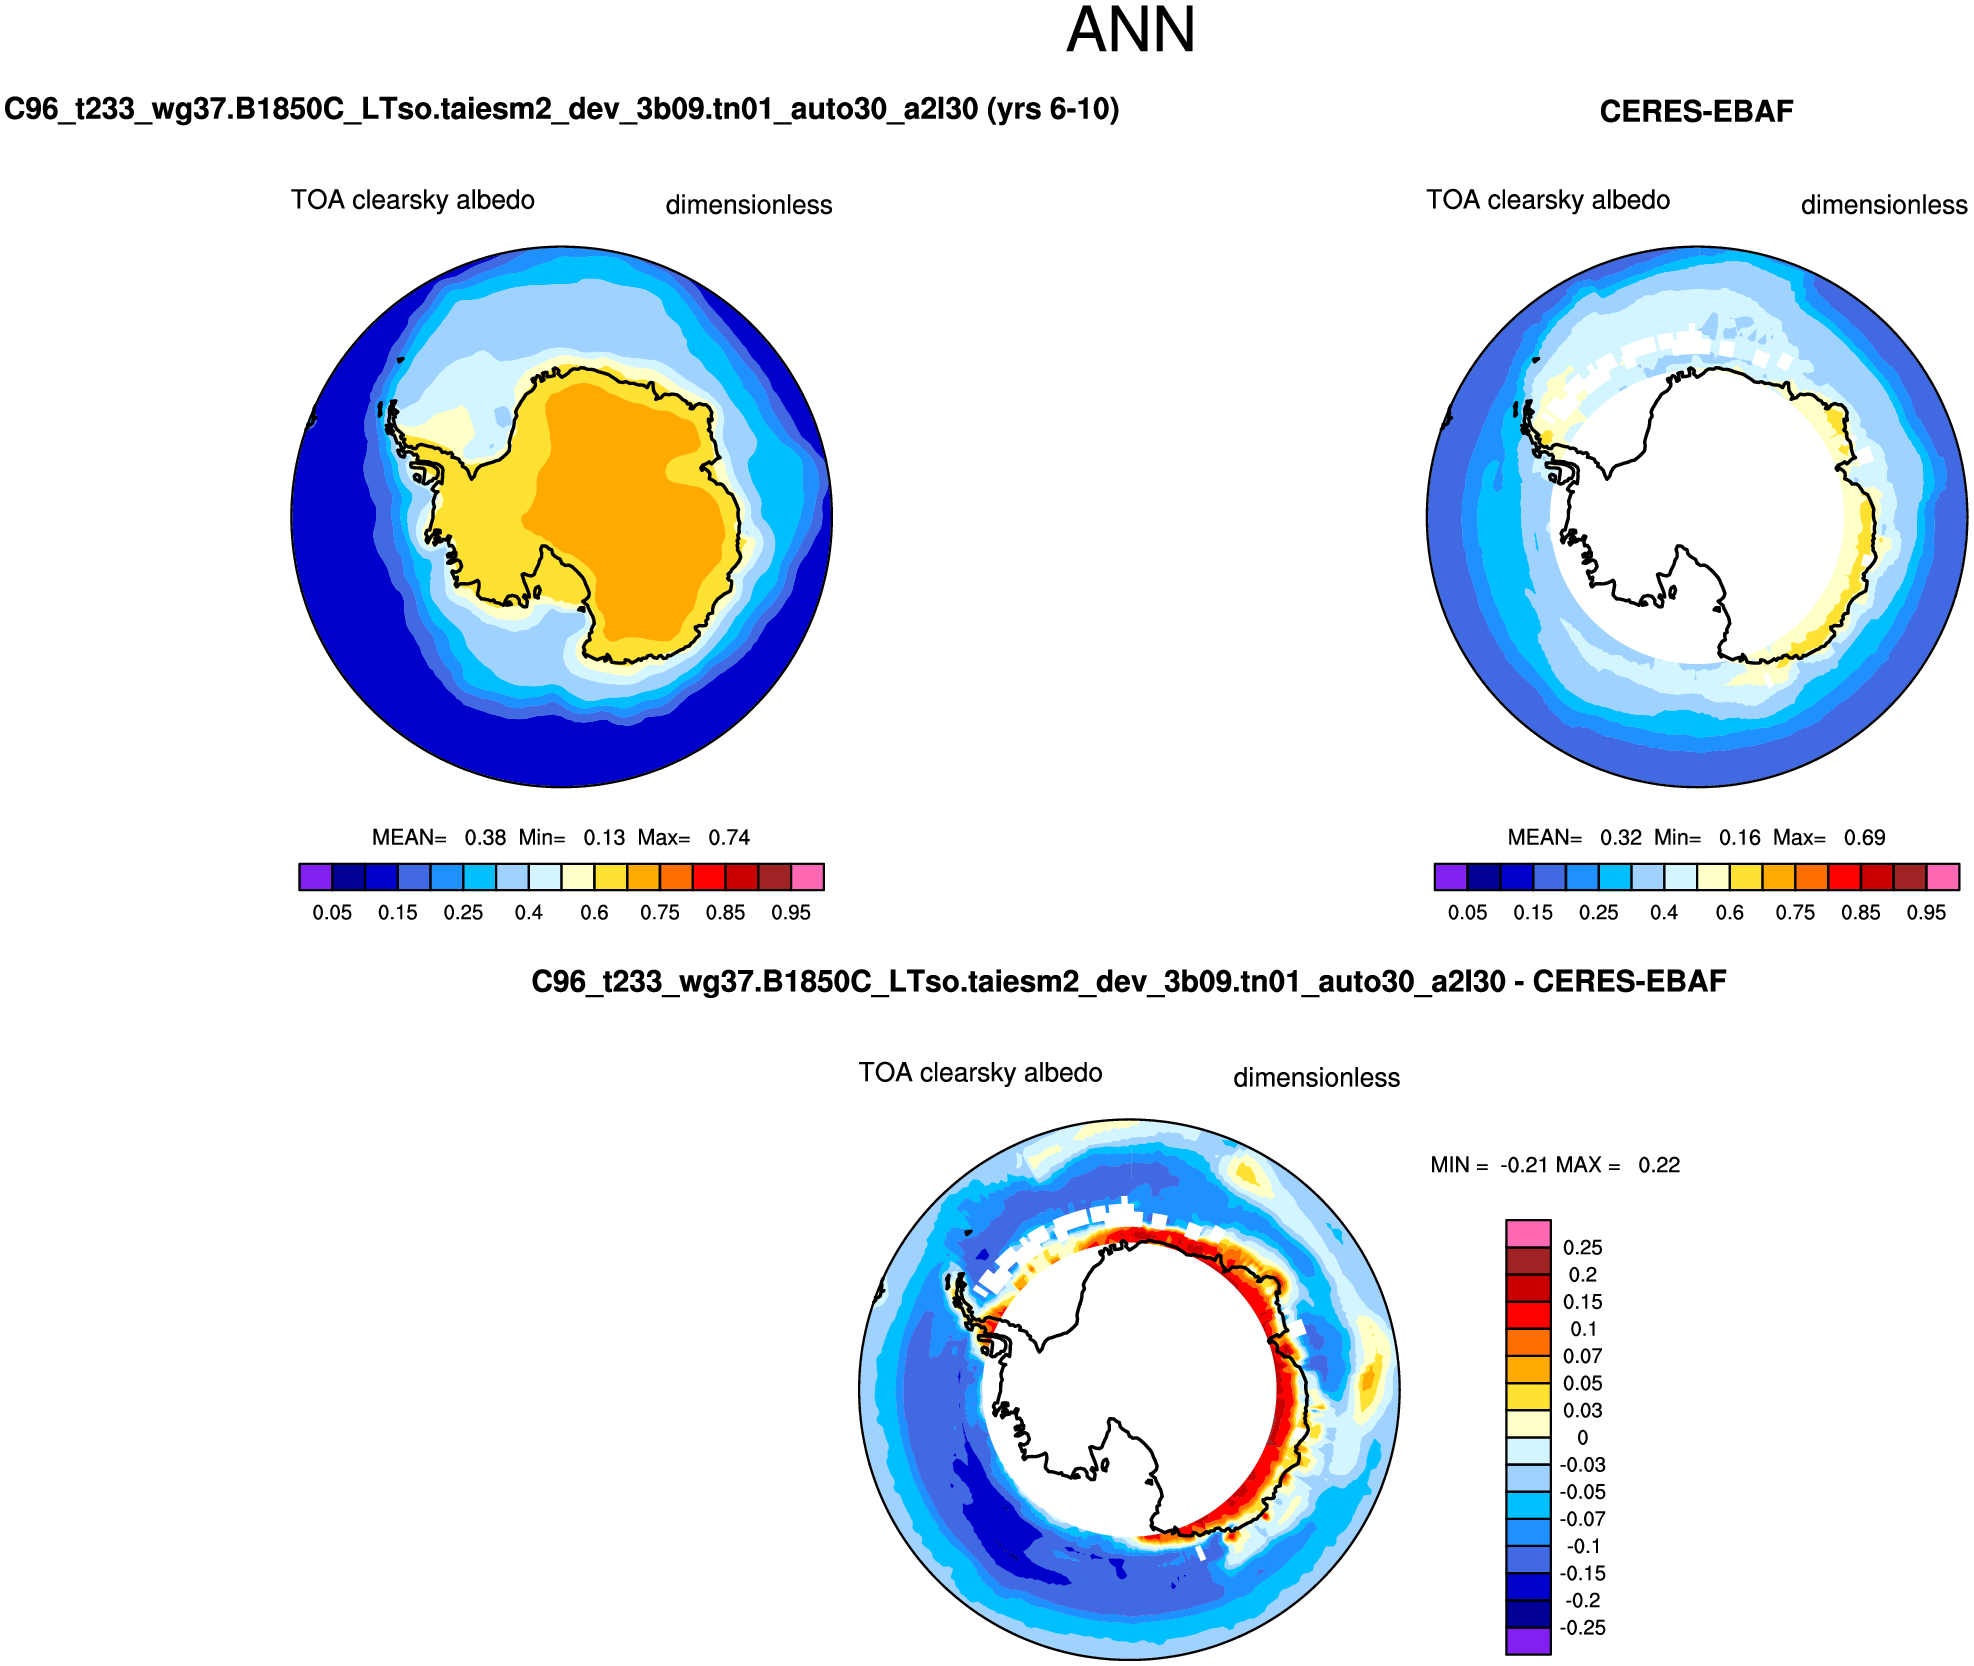 ANN
C96_t233_wg37.B1850C_LTso.taiesm2_dev_3b09.tn01_auto30_a2l30 (yrs 6-10)
CERES-EBAF
TOA clearsky albedo dimensionless
TOA clearsky albedo dimensionless
MEAN= 0.38 Min= 0.13 Max= 0.74
MEAN= 0.32 Min= 0.16 Max= 0.69
0.05 0.15 0.25 0.4 0.6 0.75 0.85 0.95
0.05 0.15 0.25 0.4 0.6 0.75 0.85 0.95
C96_t233_wg37.B1850C_LTso.taiesm2_dev_3b09.tn01_auto30_a2l30 - CERES-EBAF
TOA clearsky albedo dimensionless
MIN = -0.21 MAX = 0.22
0.25
0.2
0.15
0.1
0.07
0.05
0.03
0
-0.03
-0.05
-0.07
-0.1
-0.15
-0.2
-0.25